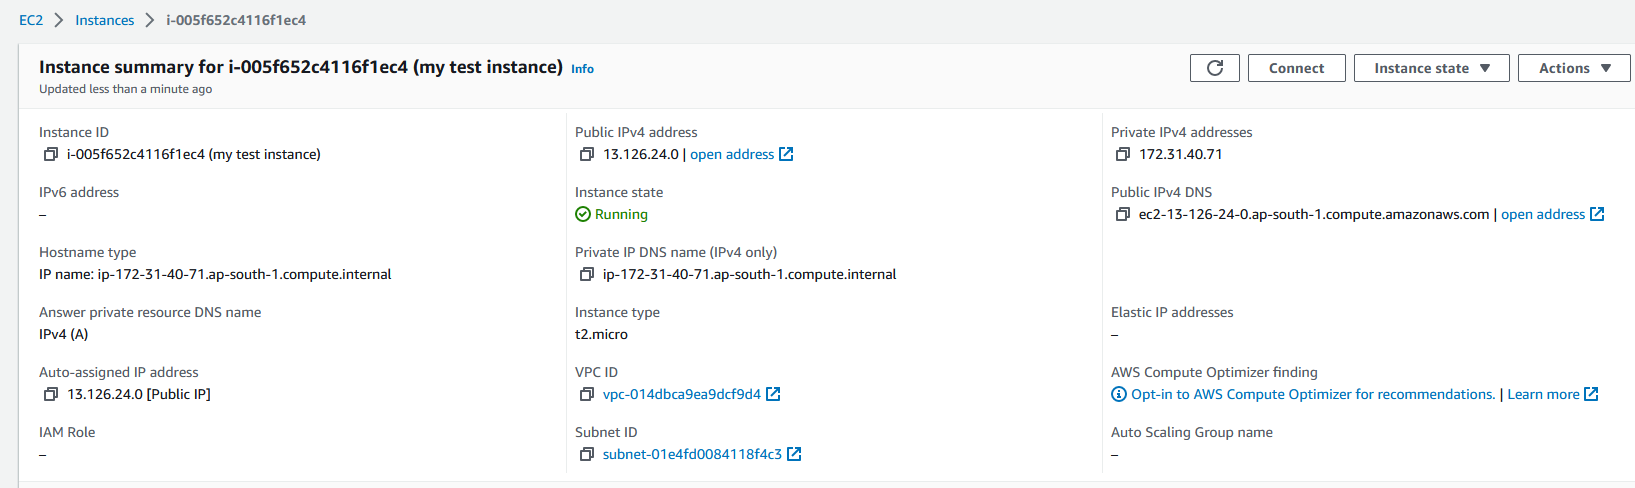 EC2 > Instances > i-005f652c4116f1ec4
Instance summary for i-005f652c4116f1ec4 (my test instance) Info
Updated less than a minute ago
Connect
Instance state
Actions
Instance ID
i-005f652c4116f1ec4 (my test instance)
Public IPv4 address
13.126.24.0 | open address
Private IPv4 addresses
172.31.40.71
IPv6 address
–
Instance state
Running
Public IPv4 DNS
ec2-13-126-24-0.ap-south-1.compute.amazonaws.com | open address
Hostname type
IP name: ip-172-31-40-71.ap-south-1.compute.internal
Private IP DNS name (IPv4 only)
ip-172-31-40-71.ap-south-1.compute.internal
Answer private resource DNS name
IPv4 (A)
Instance type
t2.micro
Elastic IP addresses
–
Auto-assigned IP address
13.126.24.0 [Public IP]
VPC ID
vpc-014dbca9ea9dcf9d4
AWS Compute Optimizer finding
Opt-in to AWS Compute Optimizer for recommendations. | Learn more
IAM Role
–
Subnet ID
subnet-01e4fd0084118f4c3
Auto Scaling Group name
–